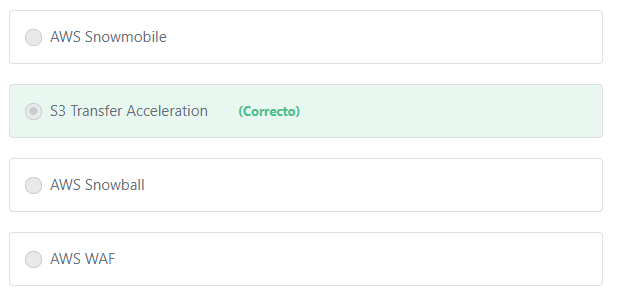 AWS Snowmobile
S3 Transfer Acceleration (Correcto)
AWS Snowball
AWS WAF